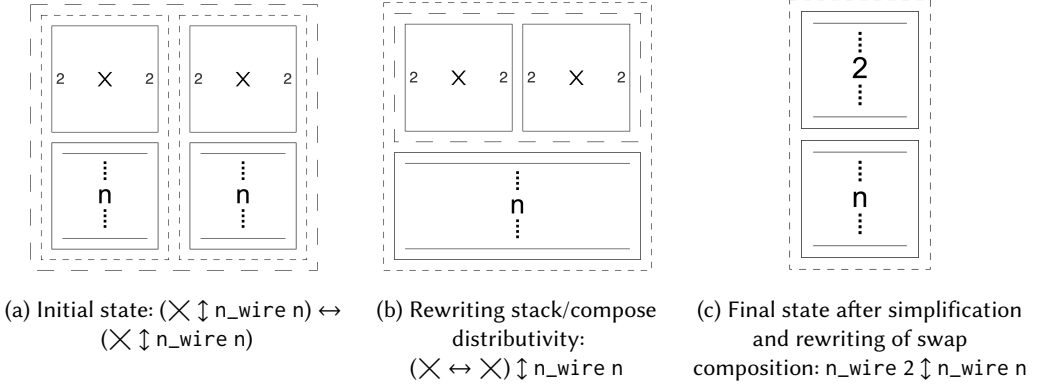 2 × 2 2 × 2
n n
2 × 2 2 × 2
n
2
n
(a) Initial state: (× ↕ n_wire n) ↔
(× ↕ n_wire n)
(b) Rewriting stack/compose
distributivity:
(× ↔ ×) ↕ n_wire n
(c) Final state after simplification
and rewriting of swap
composition: n_wire 2 ↕ n_wire n